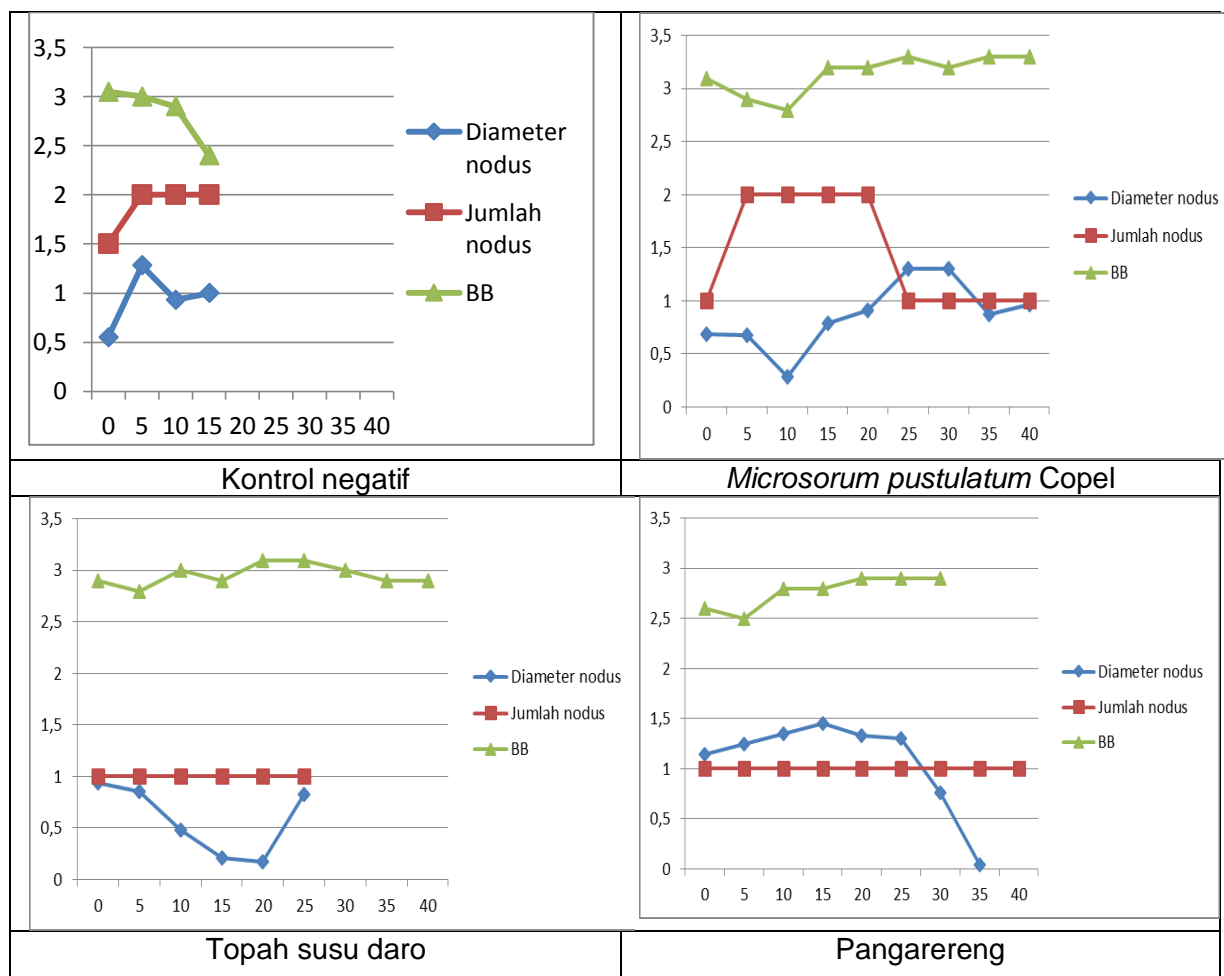 3,5
3
2,5
2
1,5
1
0,5
0
0 5 10 15 20 25 30 35 40
Diameter
nodus
Jumlah
nodus
BB
3,5
3
2,5
2
1,5
1
0,5
0
0 5 10 15 20 25 30 35 40
Diameter nodus
Jumlah nodus
BB
Kontrol negatif
Microsorum pustulatum Copel
3,5
3
2,5
2
1,5
1
0,5
0
0 5 10 15 20 25 30 35 40
Diameter nodus
Jumlah nodus
BB
3,5
3
2,5
2
1,5
1
0,5
0
0 5 10 15 20 25 30 35 40
Diameter nodus
Jumlah nodus
BB
Topah susu daro
Pangarereng